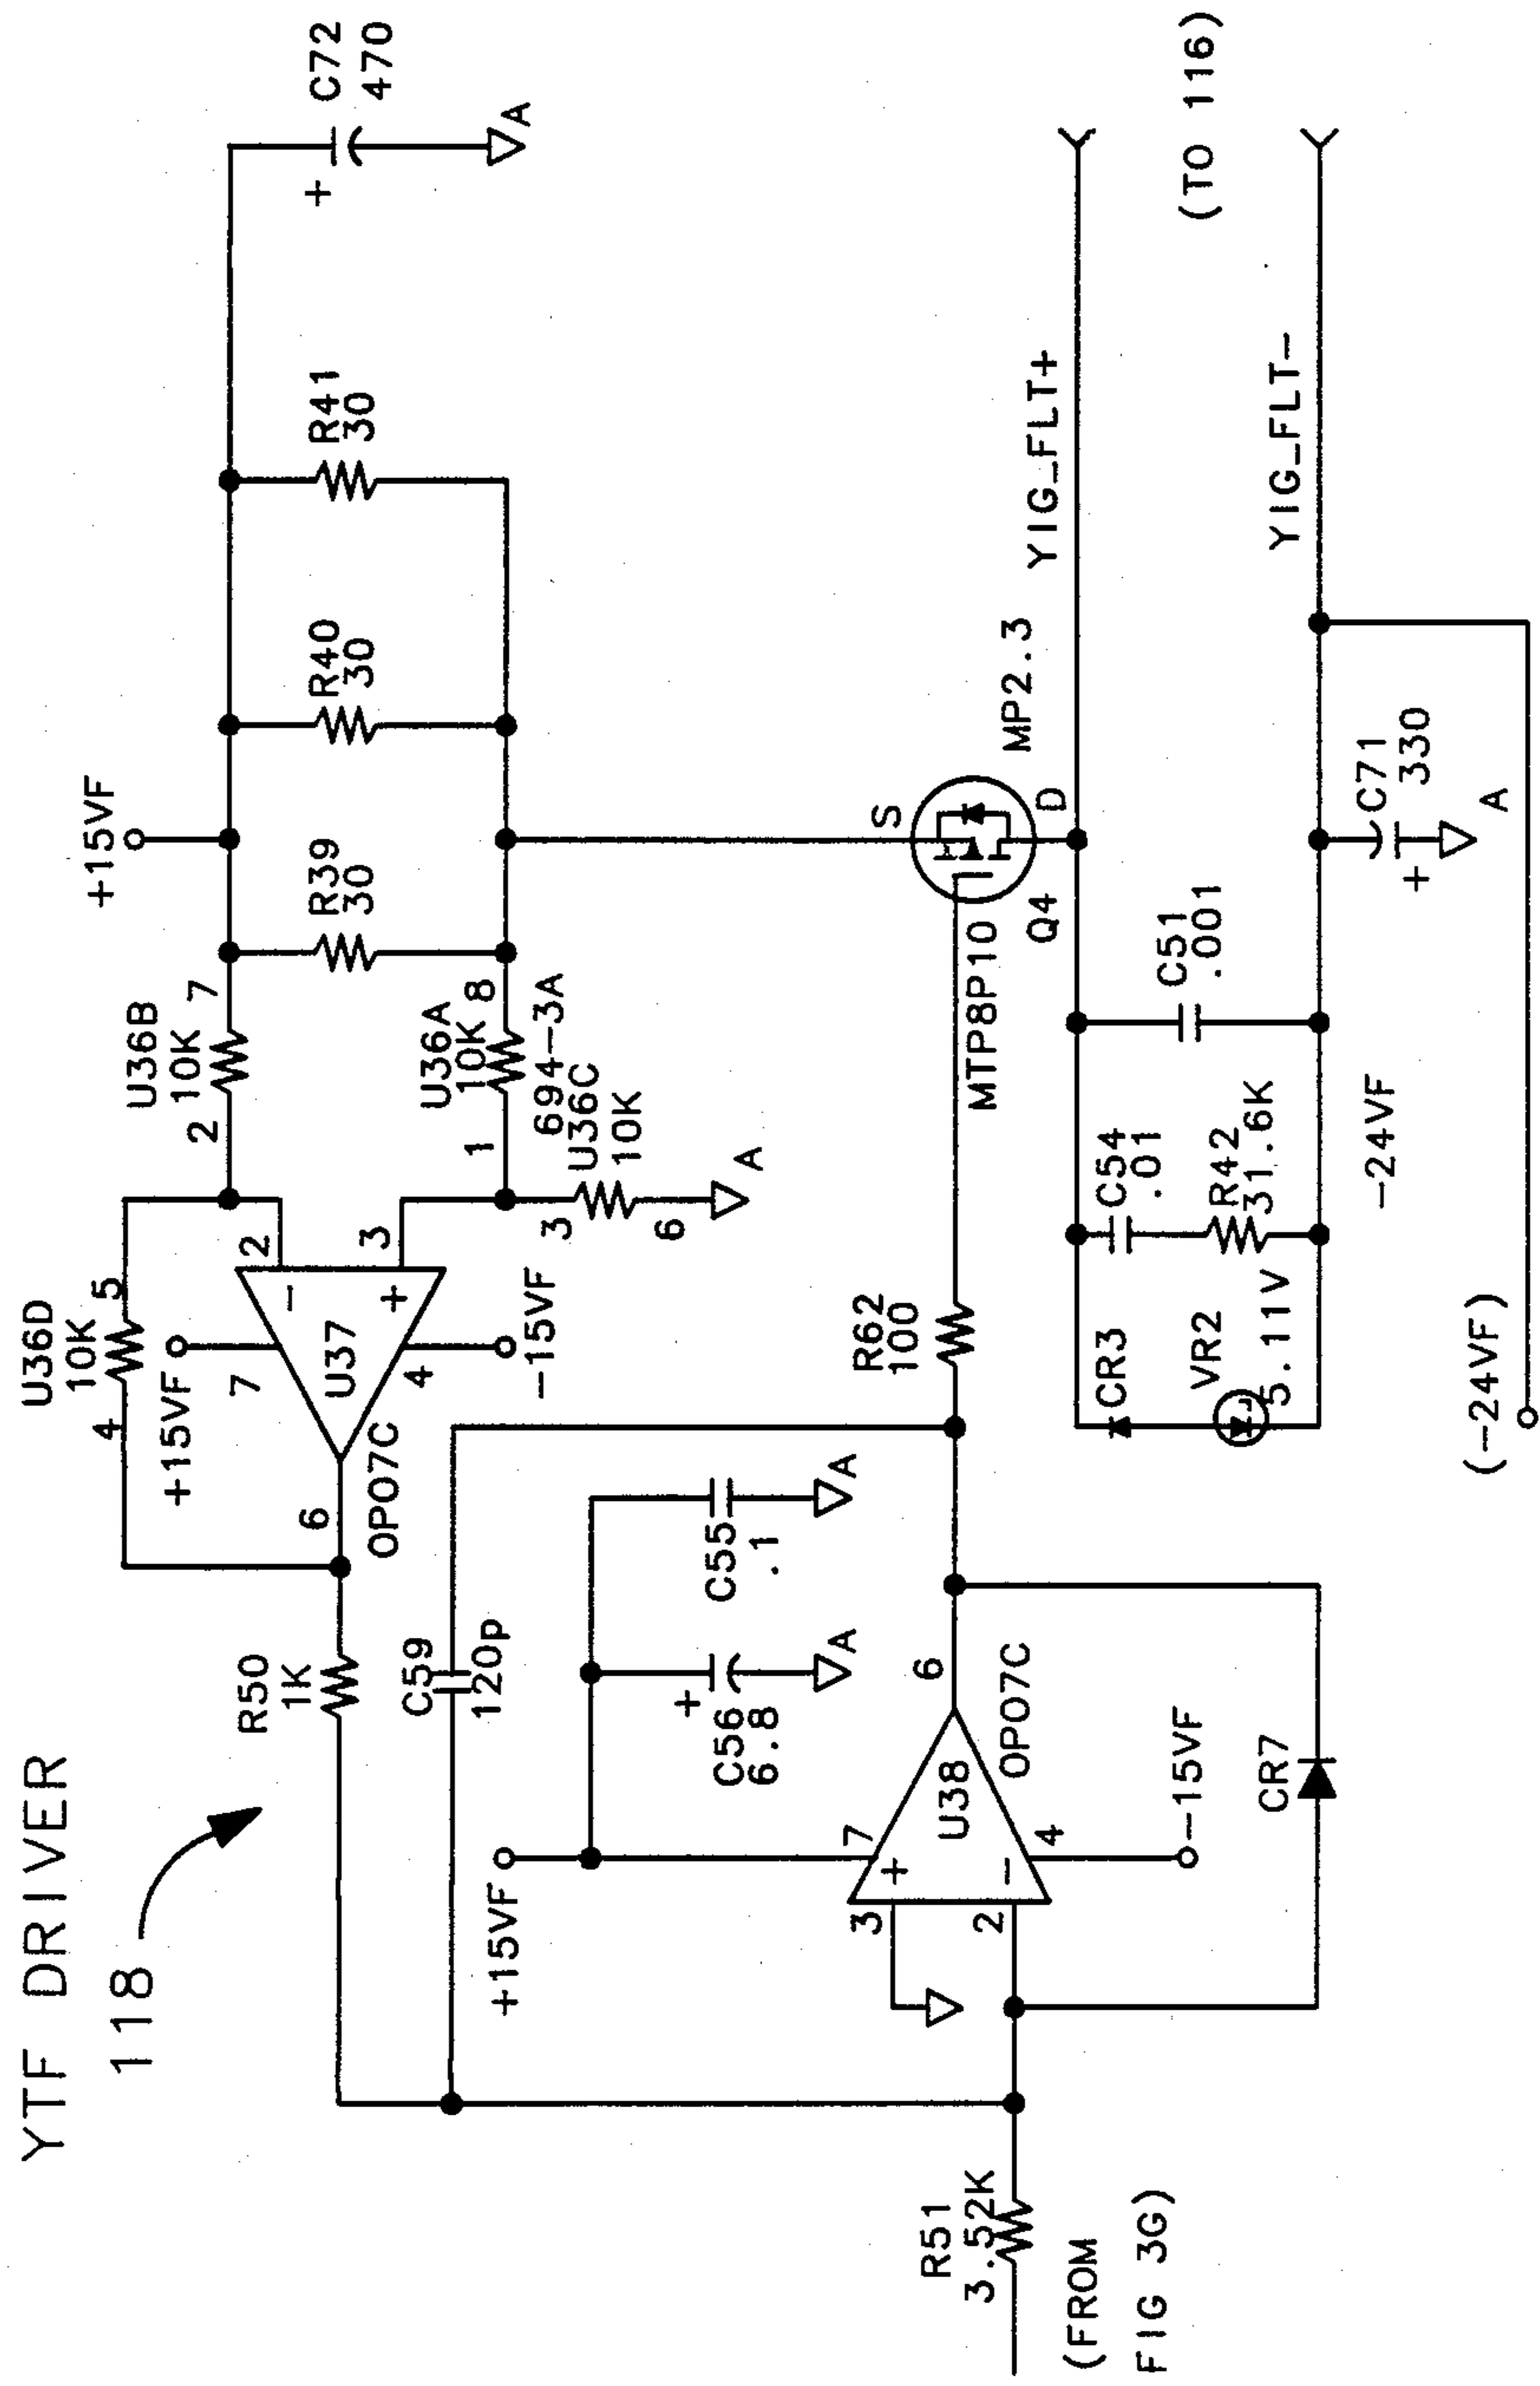 YTF DRIVER
118
U36D
10K
4
5
+15VF
7
2
3
U37
4
-15VF
6
OP07C
R50
1K
U36B
10K
2
7
+15VF
R39
30
R40
30
R41
30
C72
470
+
A
U36A
10K
1
8
694-3A
U36C
10K
3
6
A
C59
120p
+15VF
C56
6.8
+
A
C55
.1
A
7
3
+
2
-
U38
4
6
OP07C
-15VF
CR7
R51
3.52K
(FROM
FIG 3G)
R62
100
MTP8P10
Q4
S
D
MP2.3
YIG_FLT+
(TO 116)
YIG_FLT-
CR3
VR2
5.11V
C54
.01
R42
31.6K
C51
.001
-24VF
C71
330
+
A
(-24VF)